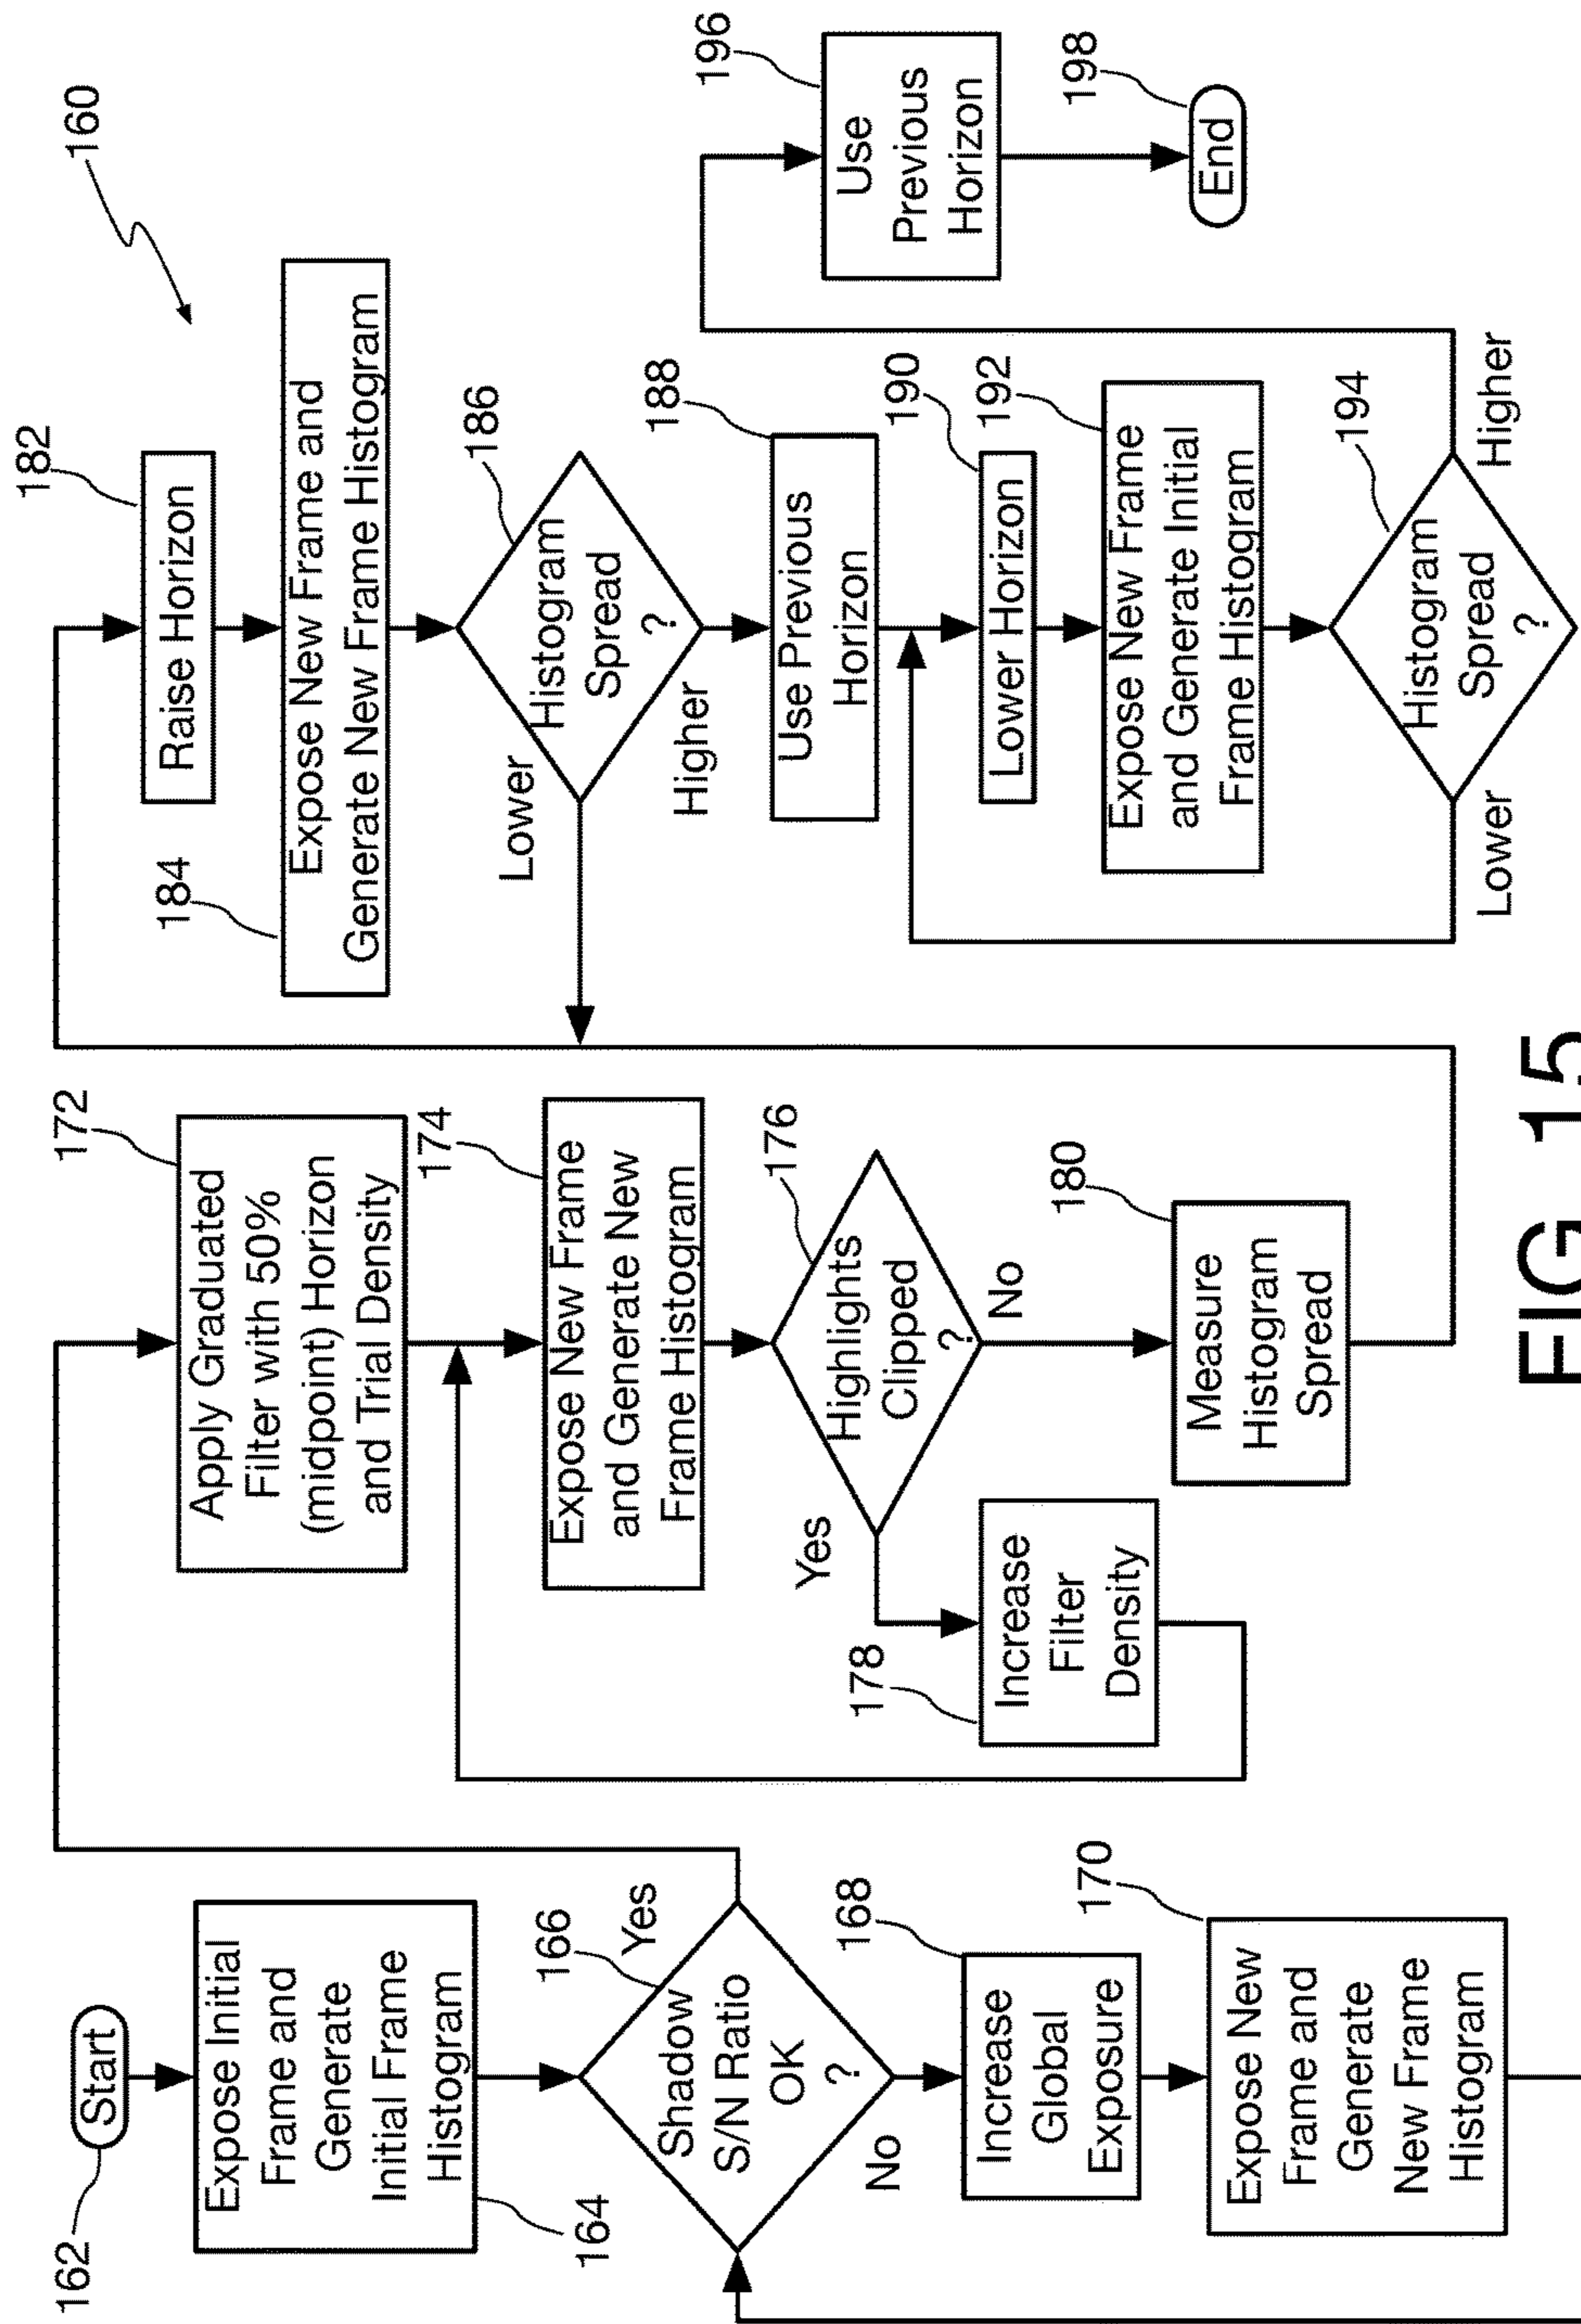 160
162
Start
Expose Initial
Frame and
Generate
Initial Frame
Histogram
164
166
Shadow
S/N Ratio
OK
?
Yes
No
168
Increase
Global
Exposure
170
Expose New
Frame and
Generate
New Frame
Histogram
172
Apply Graduated
Filter with 50%
(midpoint) Horizon
and Trial Density
174
Expose New Frame
and Generate New
Frame Histogram
176
Highlights
Clipped
?
Yes
No
178
Increase
Filter
Density
180
Measure
Histogram
Spread
182
Raise Horizon
184
Expose New Frame and
Generate New Frame Histogram
186
Histogram
Spread
?
Lower
Higher
188
Use Previous
Horizon
190
Lower Horizon
192
Expose New Frame
and Generate Initial
Frame Histogram
194
Histogram
Spread
?
Lower
Higher
196
Use
Previous
Horizon
198
End
FIG 15